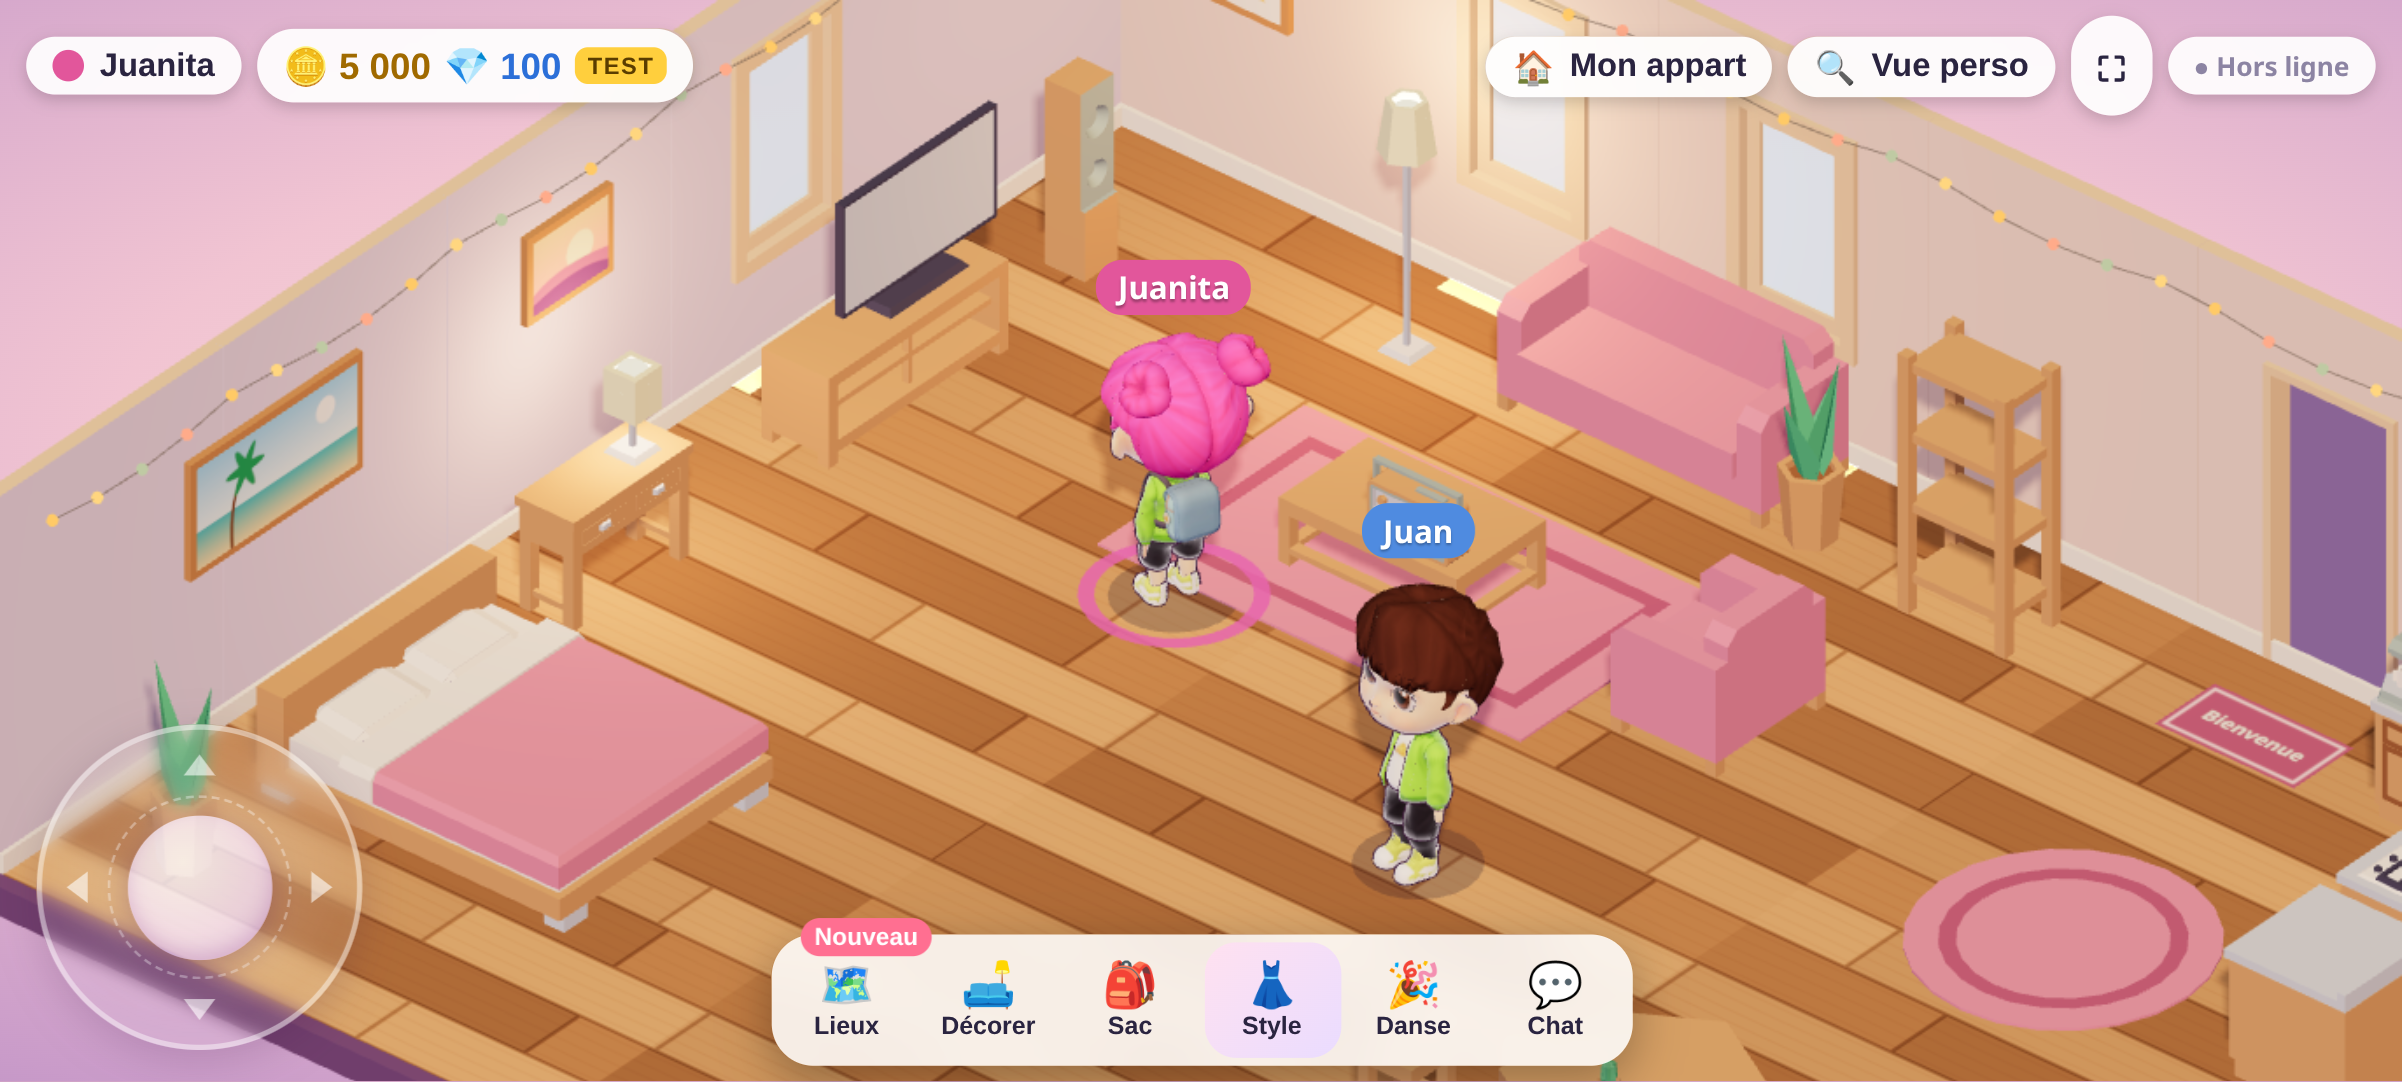 Juanita
5 000 100 TEST
Mon appart
Vue perso
Hors ligne
Juanita
Juan
Bienvenue
Nouveau
Lieux
Décorer
Sac
Style
Danse
Chat